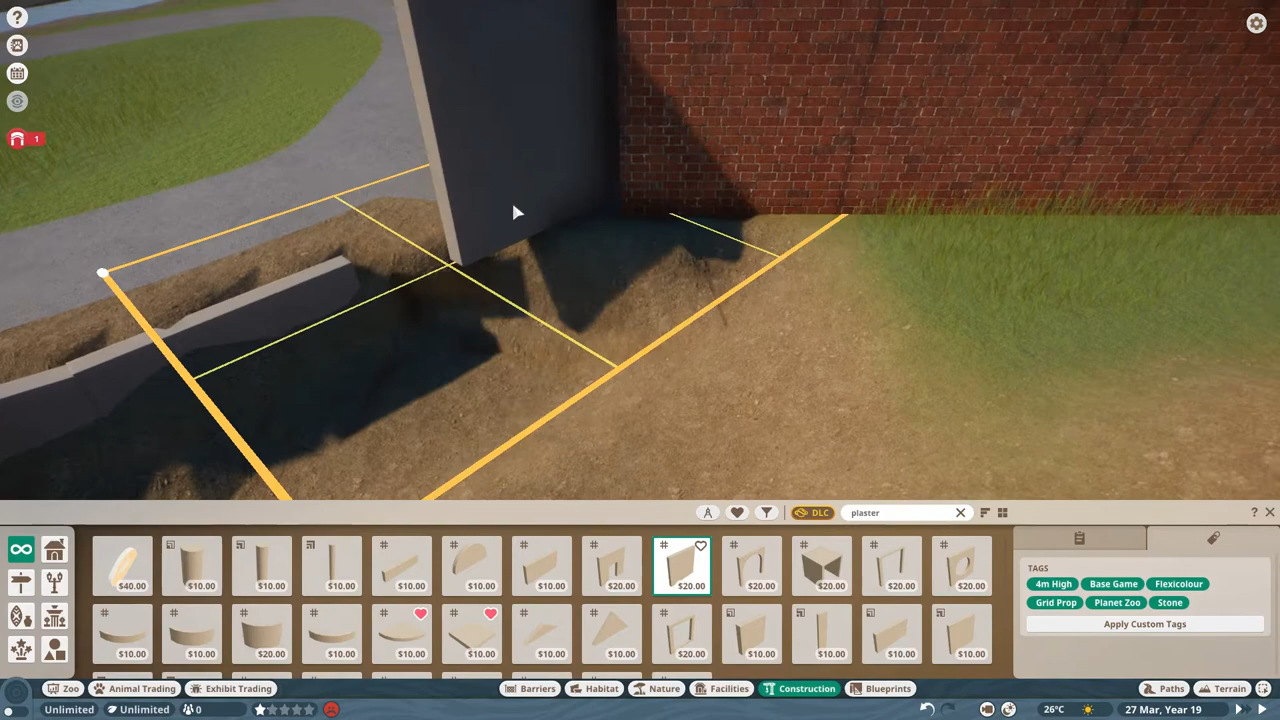 ?
1
DLC
plaster
?
$40.00
$10.00
$10.00
$10.00
$10.00
$10.00
$10.00
$20.00
$20.00
$20.00
$20.00
$20.00
$20.00
$10.00
$10.00
$20.00
$10.00
$10.00
$10.00
$10.00
$10.00
$20.00
$10.00
$10.00
$10.00
$10.00
TAGS
4m High
Base Game
Flexicolour
Grid Prop
Planet Zoo
Stone
Apply Custom Tags
Zoo
Animal Trading
Exhibit Trading
Barriers
Habitat
Nature
Facilities
Construction
Blueprints
Paths
Terrain
Unlimited
Unlimited
0
26°C
27 Mar, Year 19